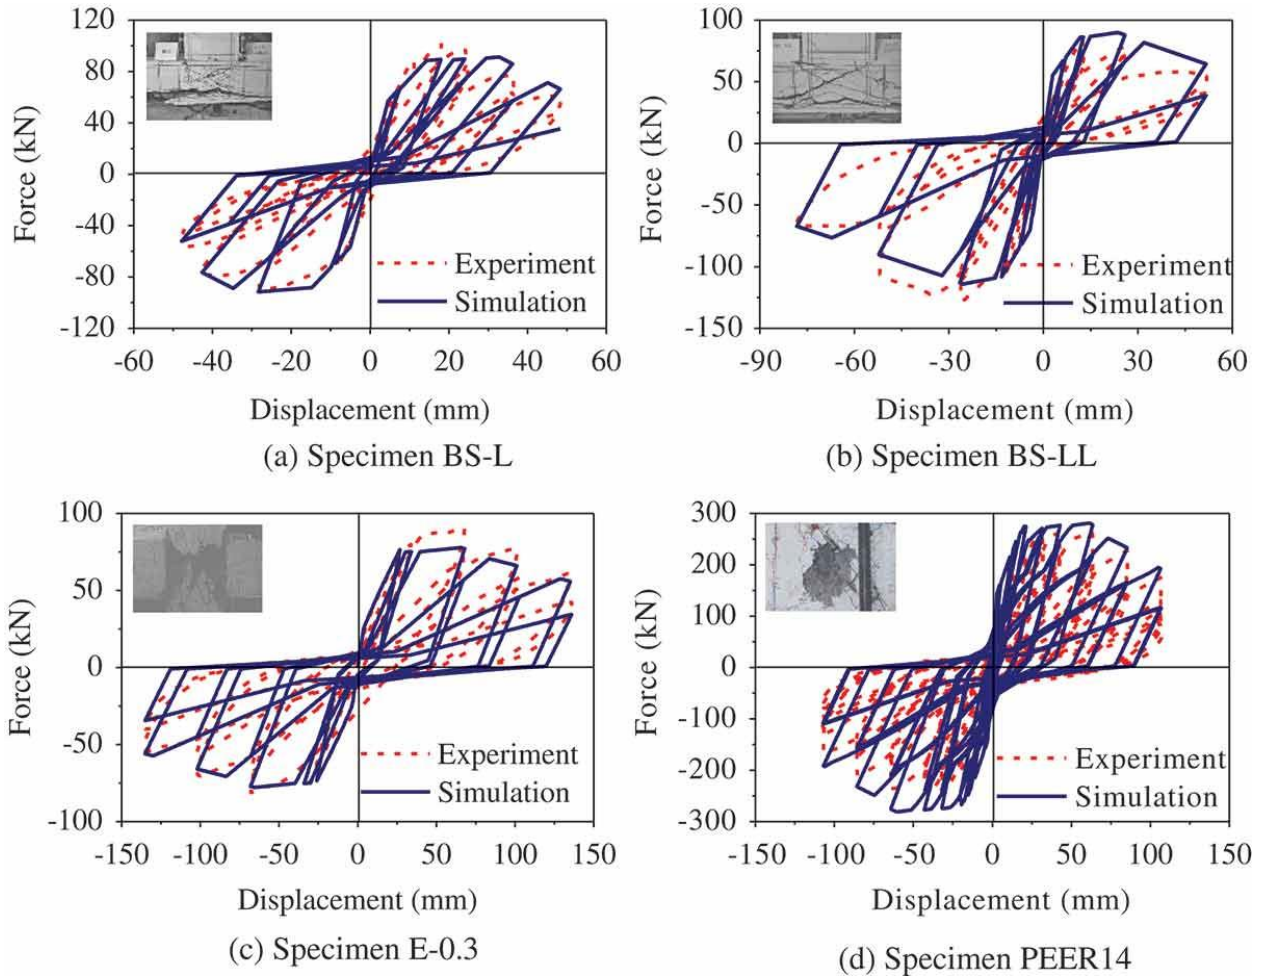 120
80
40
0
-40
-80
-120
Force (kN)
Experiment
Simulation
-60 -40 -20 0 20 40 60
Displacement (mm)
(a) Specimen BS-L
100
50
0
-50
-100
-150
Force (kN)
Experiment
Simulation
-90 -60 -30 0 30 60
Displacement (mm)
(b) Specimen BS-LL
100
50
0
-50
-100
Force (kN)
Experiment
Simulation
-150 -100 -50 0 50 100 150
Displacement (mm)
(c) Specimen E-0.3
300
200
100
0
-100
-200
-300
Force (kN)
Experiment
Simulation
-150 -100 -50 0 50 100 150
Displacement (mm)
(d) Specimen PEER14